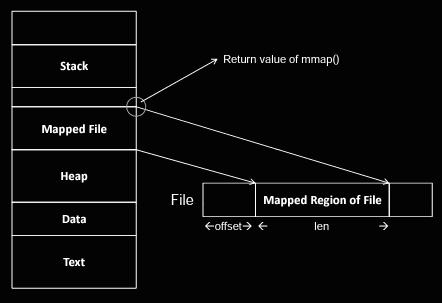 Stack
Return value of mmap()
Mapped File
Heap
File
Mapped Region of File
offset
len
Data
Text